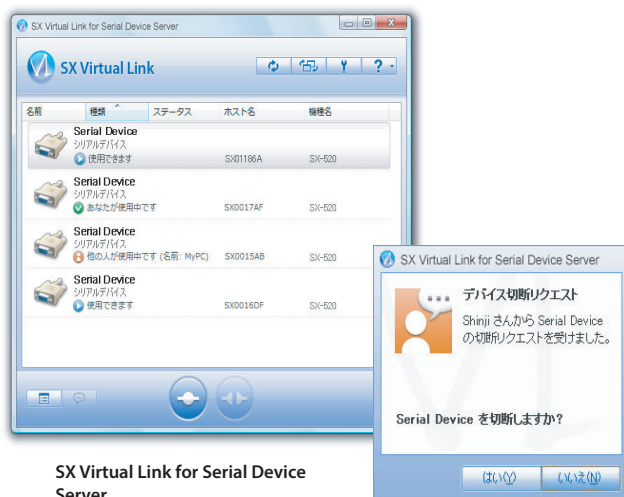 SX Virtual Link for Serial Device Server
SX Virtual Link
?
名前 種類 ステータス ホスト名 機種名
Serial Device
シリアルデバイス
使用できます SX01186A SX-520
Serial Device
シリアルデバイス
あなたが使用中です SX0017AF SX-520
Serial Device
シリアルデバイス
他の人が使用中です (名前: MyPC) SX0015AB SX-520
Serial Device
シリアルデバイス
使用できます SX0016DF SX-520
SX Virtual Link for Serial Device Server
デバイス切断リクエスト
Shinji さんから Serial Device
の切断リクエストを受けました。
Serial Device を切断しますか?
はい(Y) いいえ(N)
SX Virtual Link for Serial Device
Server